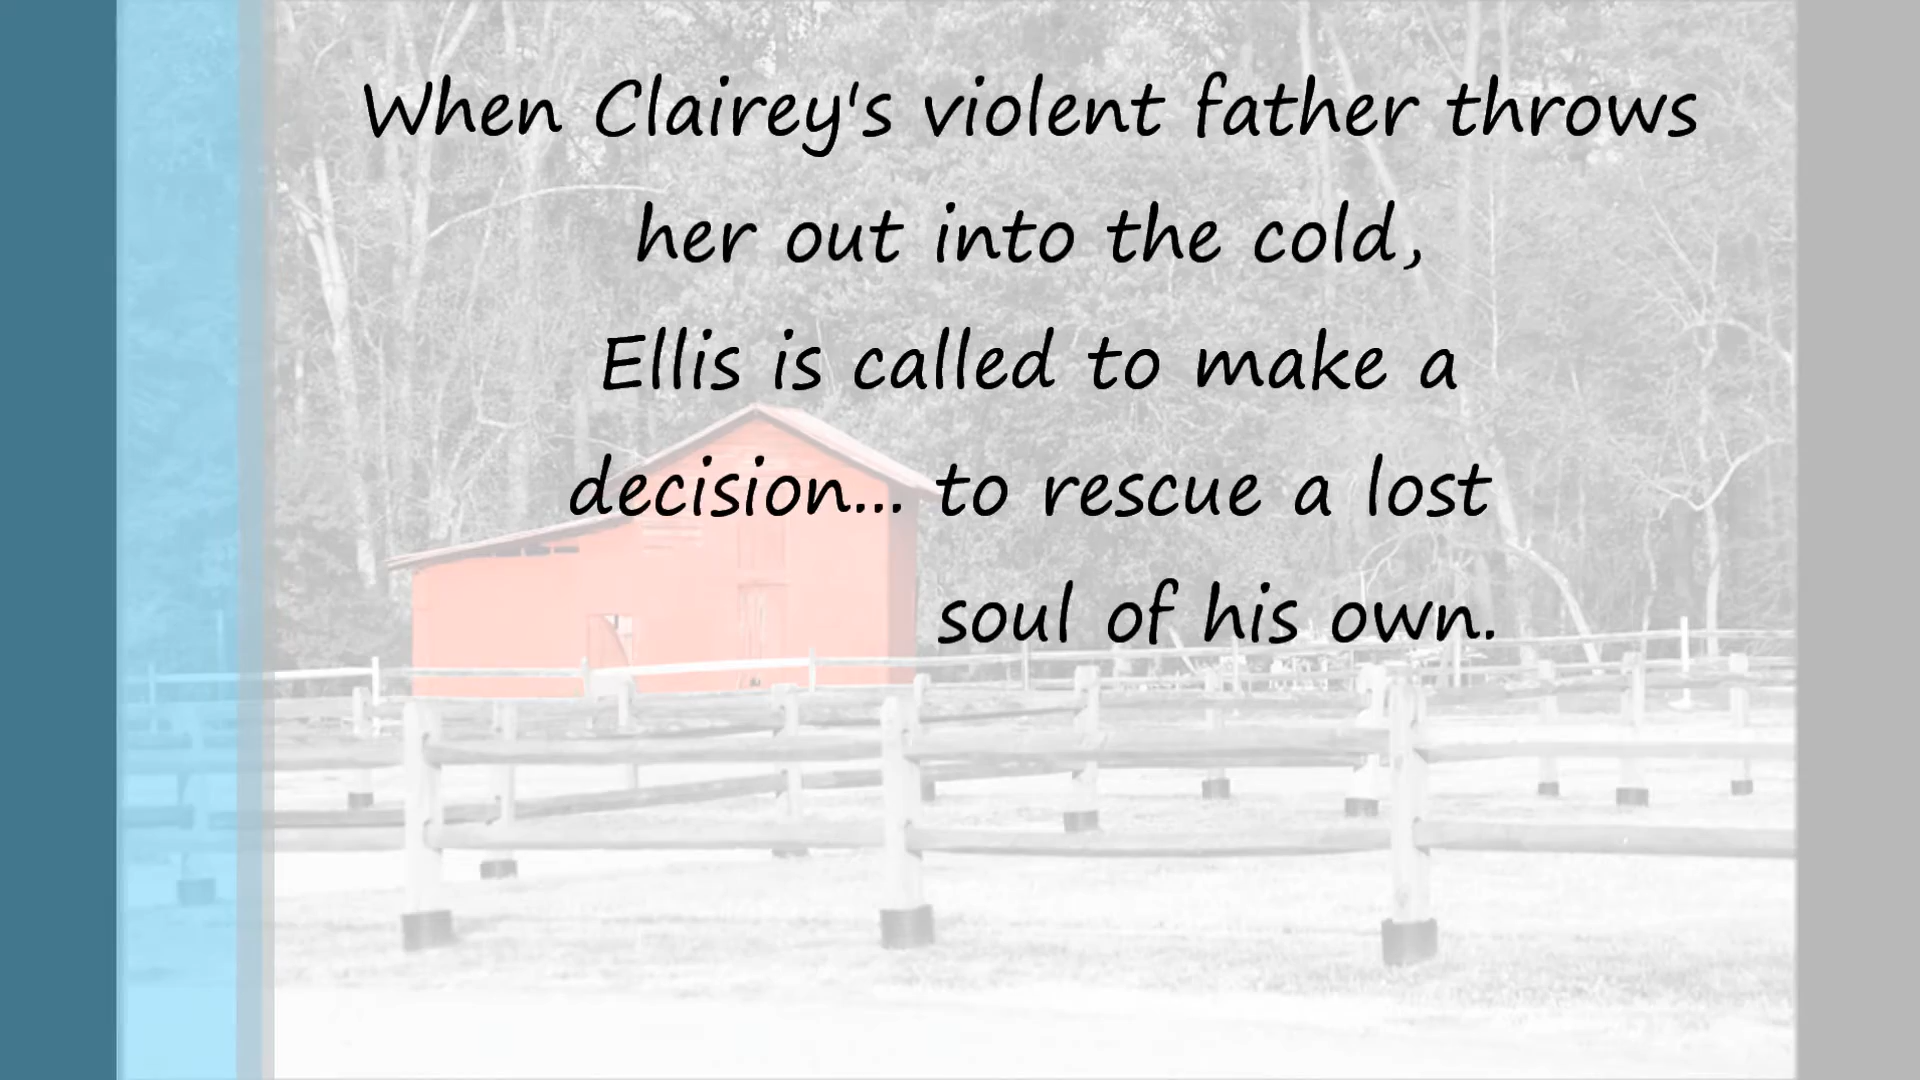 When Clairey's violent father throws
her out into the cold,
Ellis is called to make a
decision... to rescue a lost
soul of his own.